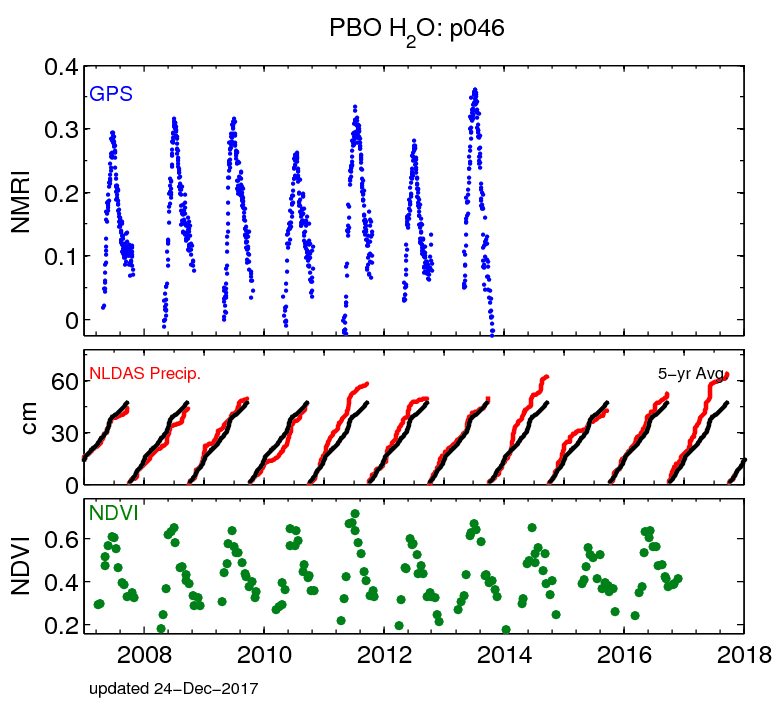 PBO H2O: p046
0.4
GPS
0.3
NMRI
0.2
0.1
0
NLDAS Precip.
5-yr Avg.
60
cm
30
0
NDVI
0.6
NDVI
0.4
0.2
2008 2010 2012 2014 2016 2018
updated 24-Dec-2017